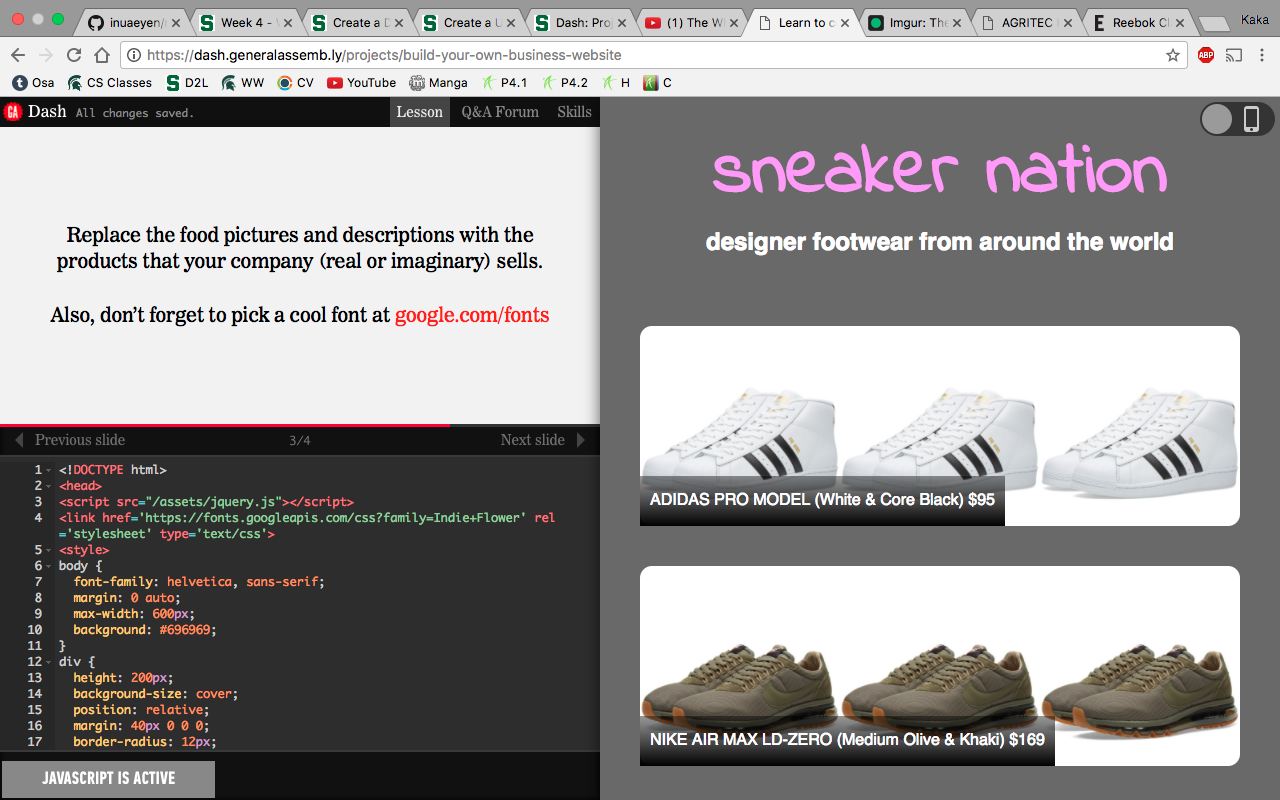 inuaeyen/
Week 4 -
Create a D
Create a U
Dash: Proj
(1) The W
Learn to c
Imgur: The
AGRITEC
Reebok Cl
Kaka
https://dash.generalassemb.ly/projects/build-your-own-business-website
ABP
t Osa
CS Classes
S D2L
WW
CV
YouTube
Manga
P4.1
P4.2
H
C
GA Dash All changes saved.
Lesson
Q&A Forum
Skills
Replace the food pictures and descriptions with the
products that your company (real or imaginary) sells.
Also, don’t forget to pick a cool font at google.com/fonts
Previous slide
3/4
Next slide
1 <!DOCTYPE html>
2 <head>
3 <script src="/assets/jquery.js"></script>
4 <link href='https://fonts.googleapis.com/css?family=Indie+Flower' rel
='stylesheet' type='text/css'>
5 <style>
6 body {
7 font-family: helvetica, sans-serif;
8 margin: 0 auto;
9 max-width: 600px;
10 background: #696969;
11 }
12 div {
13 height: 200px;
14 background-size: cover;
15 position: relative;
16 margin: 40px 0 0 0;
17 border-radius: 12px;
JAVASCRIPT IS ACTIVE
sneaker nation
designer footwear from around the world
ADIDAS PRO MODEL (White & Core Black) $95
NIKE AIR MAX LD-ZERO (Medium Olive & Khaki) $169